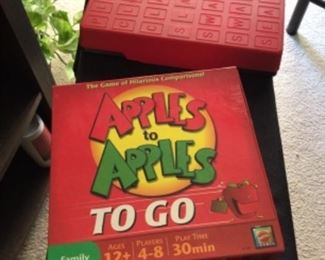 The Game of Hilarious Comparisons!
APPLES
to
APPLES
TO GO
Family
AGES
12+
PLAYERS
4-8
PLAY TIME
30min